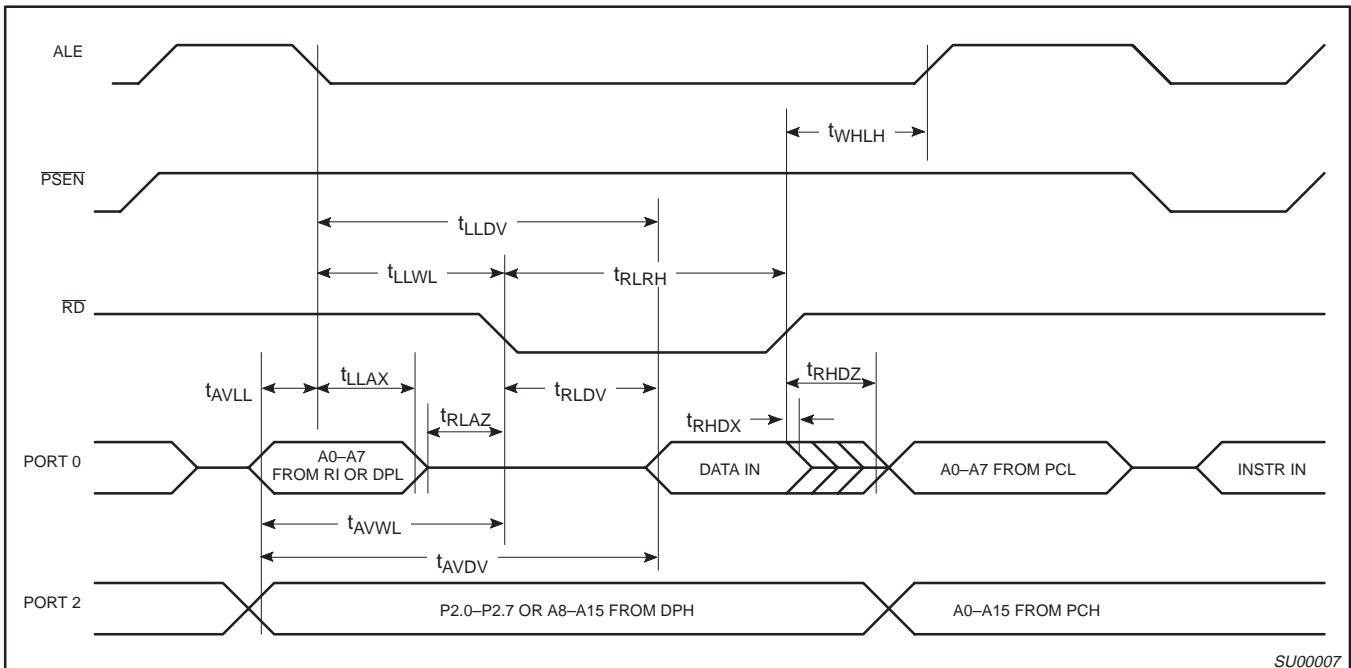 ALE
tWHLH
PSEN
tLLDV
tLLWL
tRLRH
RD
tAVLL
tLLAX
tRLAZ
tRLDV
tRHDZ
tRHDX
PORT 0
A0–A7
FROM RI OR DPL
DATA IN
A0–A7 FROM PCL
INSTR IN
tAVWL
tAVDV
PORT 2
P2.0–P2.7 OR A8–A15 FROM DPH
A0–A15 FROM PCH
SU00007